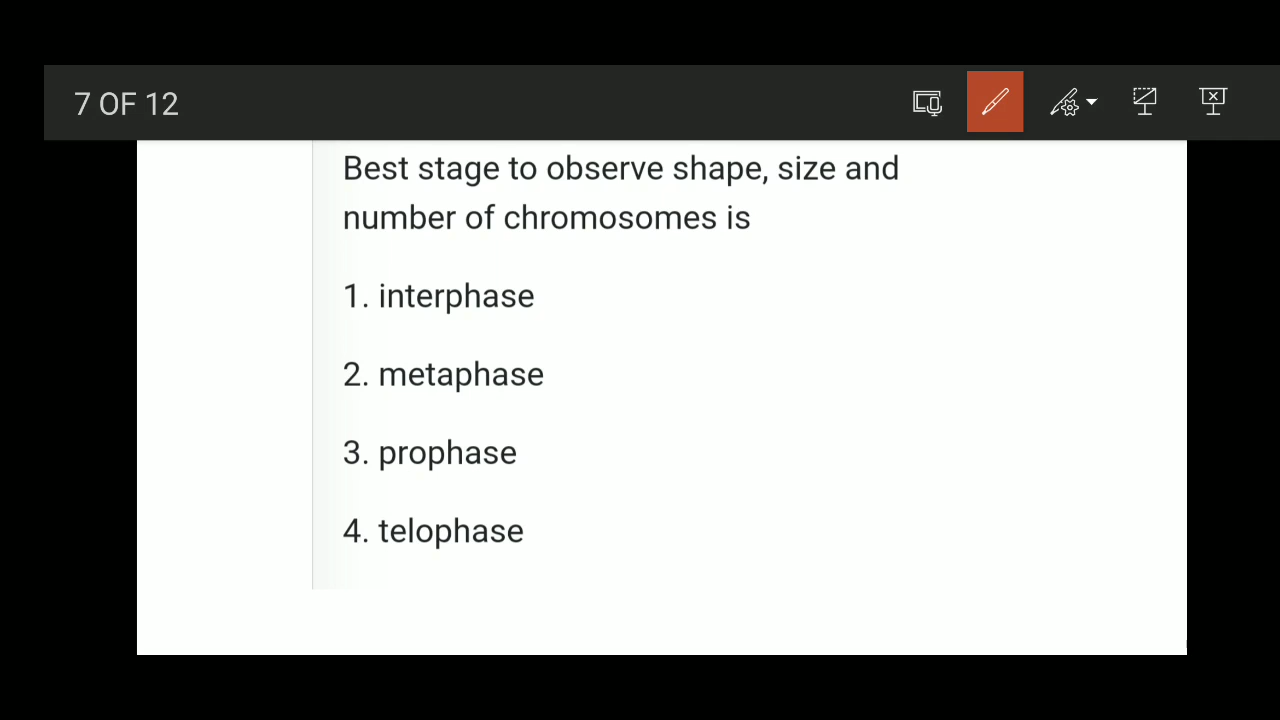 7 OF 12
Best stage to observe shape, size and
number of chromosomes is
1. interphase
2. metaphase
3. prophase
4. telophase